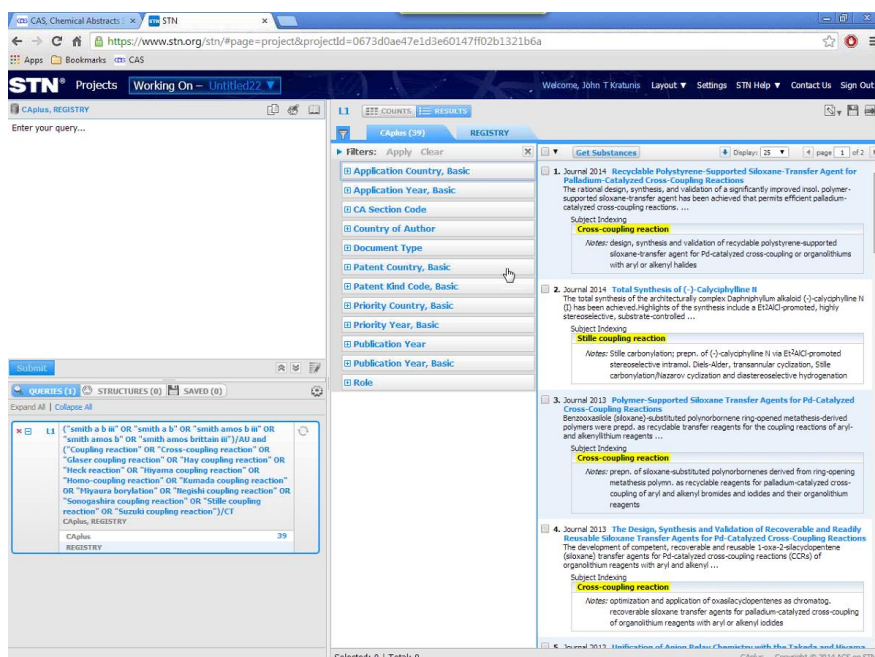 CAS, Chemical Abstracts S
STN
https://www.stn.org/stn/#page=project&projectId=0673d0ae47e1d3e60147ff02b1321b6a
Apps Bookmarks CAS
STN® Projects Working On – Untitled22 ▼
Welcome, John T Kratunis Layout ▼ Settings STN Help ▼ Contact Us Sign Out
CAplus, REGISTRY
Enter your query...
Submit
QUERIES (1) STRUCTURES (0) SAVED (0)
Expand All | Collapse All
L1 ("smith a b iii" OR "smith a b" OR "smith amos b iii" OR
"smith amos b" OR "smith amos brittain iii")/AU and
("Coupling reaction" OR "Cross-coupling reaction" OR
"Glaser coupling reaction" OR "Hay coupling reaction" OR
"Heck reaction" OR "Hiyama coupling reaction" OR
"Homo-coupling reaction" OR "Kumada coupling reaction"
OR "Miyaura borylation" OR "Negishi coupling reaction" OR
"Sonogashira coupling reaction" OR "Stille coupling
reaction" OR "Suzuki coupling reaction")/CT
CAplus, REGISTRY
CAplus 39
REGISTRY
L1 COUNTS RESULTS
CAplus (39) REGISTRY
Filters: Apply Clear
Application Country, Basic
Application Year, Basic
CA Section Code
Country of Author
Document Type
Patent Country, Basic
Patent Kind Code, Basic
Priority Country, Basic
Priority Year, Basic
Publication Year
Publication Year, Basic
Role
Selected: 0 | Total: 0
Get Substances Display: 25 page 1 of 2
1. Journal 2014 Recyclable Polystyrene-Supported Siloxane-Transfer Agent for
Palladium-Catalyzed Cross-Coupling Reactions
The rational design, synthesis, and validation of a significantly improved insol. polymer-
supported siloxane-transfer agent has been achieved that permits efficient palladium-
catalyzed cross-coupling reactions. ...
Subject Indexing
Cross-coupling reaction
Notes: design, synthesis and validation of recyclable polystyrene-supported
siloxane-transfer agent for Pd-catalyzed cross-coupling or organolithiums
with aryl or alkenyl halides
2. Journal 2014 Total Synthesis of (-)-Calyciphylline N
The total synthesis of the architecturally complex Daphniphyllum alkaloid (-)-calyciphylline N
(I) has been achieved.Highlights of the synthesis include a Et2AlCl-promoted, highly
stereoselective, substrate-controlled ...
Subject Indexing
Stille coupling reaction
Notes: Stille carbonylation; prepn. of (-)-calyciphylline N via Et2AlCl-promoted
stereoselective intramol. Diels-Alder, transannular cyclization, Stille
carbonylation/Nazarov cyclization and diastereoselective hydrogenation
3. Journal 2013 Polymer-Supported Siloxane Transfer Agents for Pd-Catalyzed
Cross-Coupling Reactions
Benzooxasilole (siloxane)-substituted polynorbornene ring-opened metathesis-derived
polymers were prepd. as recyclable transfer reagents for the coupling reactions of aryl-
and alkenyllithium reagents ...
Subject Indexing
Cross-coupling reaction
Notes: prepn. of siloxane-substituted polynorbornenes derived from ring-opening
metathesis polymn. as recyclable reagents for palladium-catalyzed cross-
coupling of aryl and alkenyl bromides and iodides and their organolithium
reagents
4. Journal 2013 The Design, Synthesis and Validation of Recoverable and Readily
Reusable Siloxane Transfer Agents for Pd-Catalyzed Cross-Coupling Reactions
The development of competent, recoverable and reusable 1-oxa-2-silacyclopentene
(siloxane) transfer agents for Pd-catalyzed cross-coupling reactions (CCRs) of
organolithium reagents with aryl and alkenyl ...
Subject Indexing
Cross-coupling reaction
Notes: optimization and application of oxasilacyclopentenes as chromatog.
recoverable siloxane transfer agents for palladium-catalyzed cross-coupling
of organolithium reagents with aryl or alkenyl iodides
5. Journal 2013 Unification of Anion Relay Chemistry with the Takeda and Hiyama
CAplus Copyright © 2014 ACS on STN